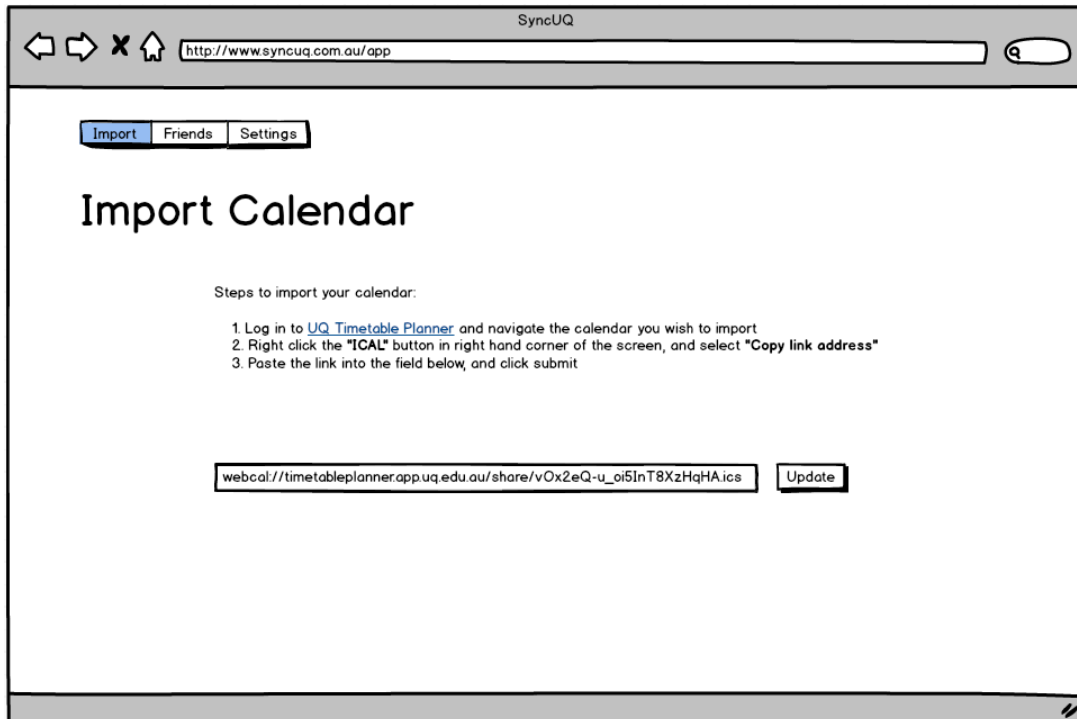 SyncUQ
http://www.syncuq.com.au/app
Import Friends Settings
Import Calendar
Steps to import your calendar:
1. Log in to UQ Timetable Planner and navigate the calendar you wish to import
2. Right click the "ICAL" button in right hand corner of the screen, and select "Copy link address"
3. Paste the link into the field below, and click submit
webcal://timetableplanner.app.uq.edu.au/share/vOx2eQ-u_oi5InT8XzHqHA.ics Update